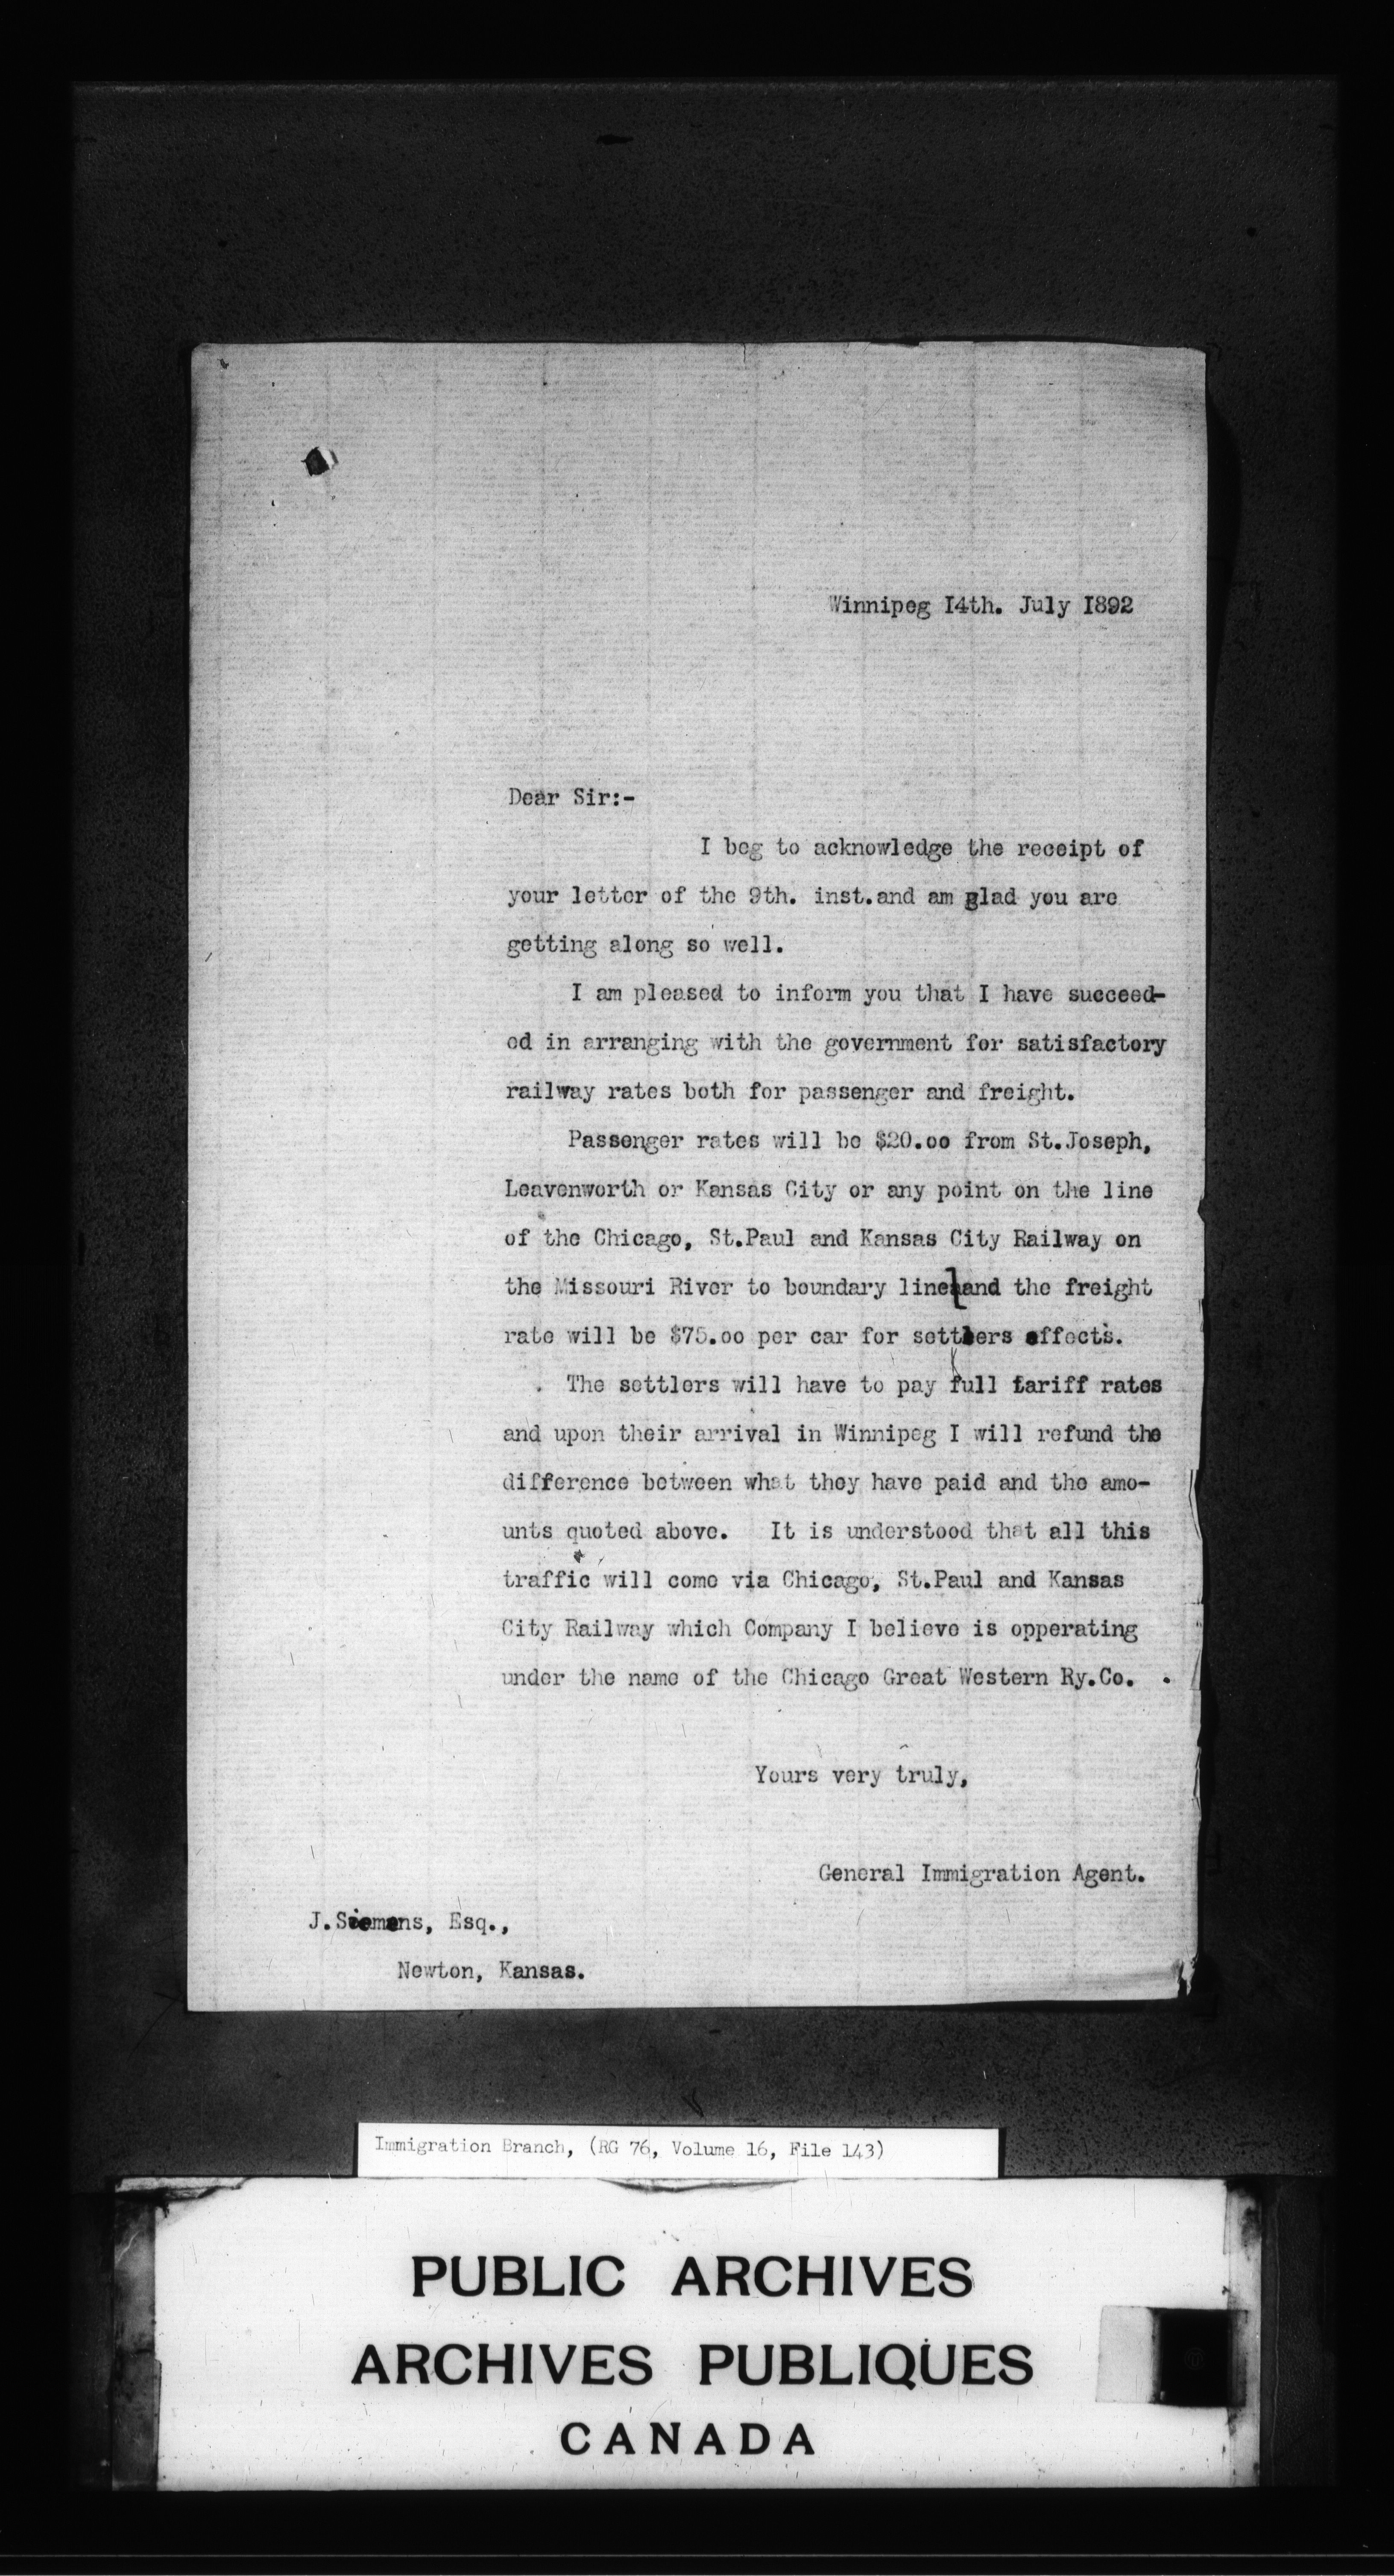 Winnipeg I4th. July I892
Dear Sir:-
I beg to acknowledge the receipt of
your letter of the 9th. inst.and am glad you are
getting along so well.
I am pleased to inform you that I have succeed-
ed in arranging with the government for satisfactory
railway rates both for passenger and freight.
Passenger rates will be $20.oo from St.Joseph,
Leavenworth or Kansas City or any point on the line
of the Chicago, St.Paul and Kansas City Railway on
the Missouri River to boundary line and the freight
rate will be $75.oo per car for settlers effects.
The settlers will have to pay full tariff rates
and upon their arrival in Winnipeg I will refund the
difference between what they have paid and the amo-
unts quoted above. It is understood that all this
traffic will come via Chicago, St.Paul and Kansas
City Railway which Company I believe is opperating
under the name of the Chicago Great Western Ry.Co.
Yours very truly,
General Immigration Agent.
J.Siemens, Esq.,
Newton, Kansas.
Immigration Branch, (RG 76, Volume 16, File 143)
PUBLIC ARCHIVES
ARCHIVES PUBLIQUES
CANADA